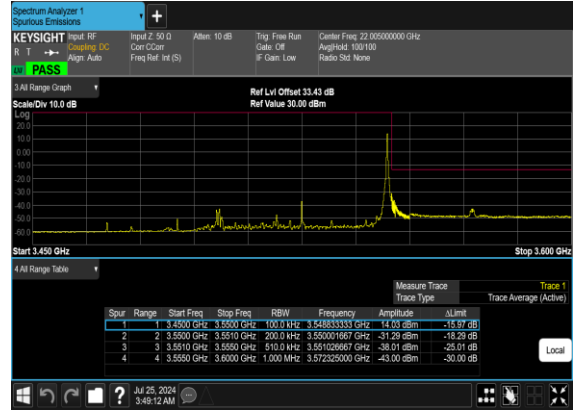 Spectrum Analyzer 1
Spurious Emissions
KEYSIGHT Input: RF Input Z: 50 Ω Atten: 10 dB Trig: Free Run Center Freq: 22.005000000 GHz
R T Coupling: DC Corr CCorr Gate: Off Avg|Hold: 100/100
Align: Auto Freq Ref: Int (S) IF Gain: Low Radio Std: None
LM PASS
3 All Range Graph
Ref Lvl Offset 33.43 dB
Scale/Div 10.0 dB Ref Value 30.00 dBm
Log
20.0
10.0
0.00
-10.0
-20.0
-30.0
-40.0
-50.0
-60.0
Start 3.450 GHz Stop 3.600 GHz
4 All Range Table
Measure Trace Trace 1
Trace Type Trace Average (Active)
Spur Range Start Freq Stop Freq RBW Frequency Amplitude ΔLimit
1 1 3.4500 GHz 3.5500 GHz 100.0 kHz 3.548833333 GHz 14.03 dBm -15.97 dB
2 2 3.5500 GHz 3.5510 GHz 200.0 kHz 3.550001667 GHz -31.29 dBm -18.29 dB
3 3 3.5510 GHz 3.5550 GHz 510.0 kHz 3.551026667 GHz -38.01 dBm -25.01 dB
4 4 3.5550 GHz 3.6000 GHz 1.000 MHz 3.572325000 GHz -43.00 dBm -30.00 dB
Local
Jul 25, 2024
3:49:12 AM